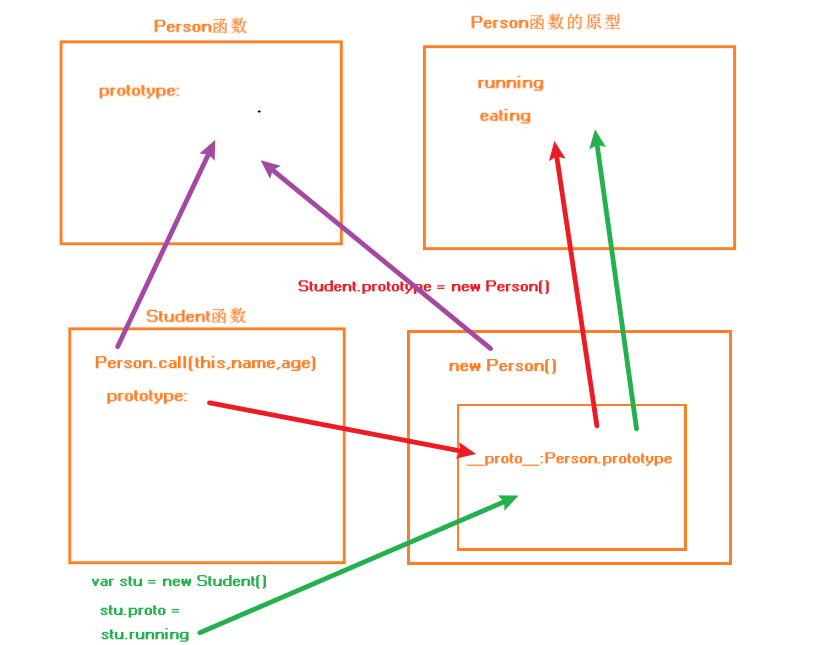 Person函数
Person函数的原型
prototype:
running
eating
Student.prototype = new Person()
Student函数
Person.call(this,name,age)
prototype:
new Person()
__proto__:Person.prototype
var stu = new Student()
stu.proto =
stu.running